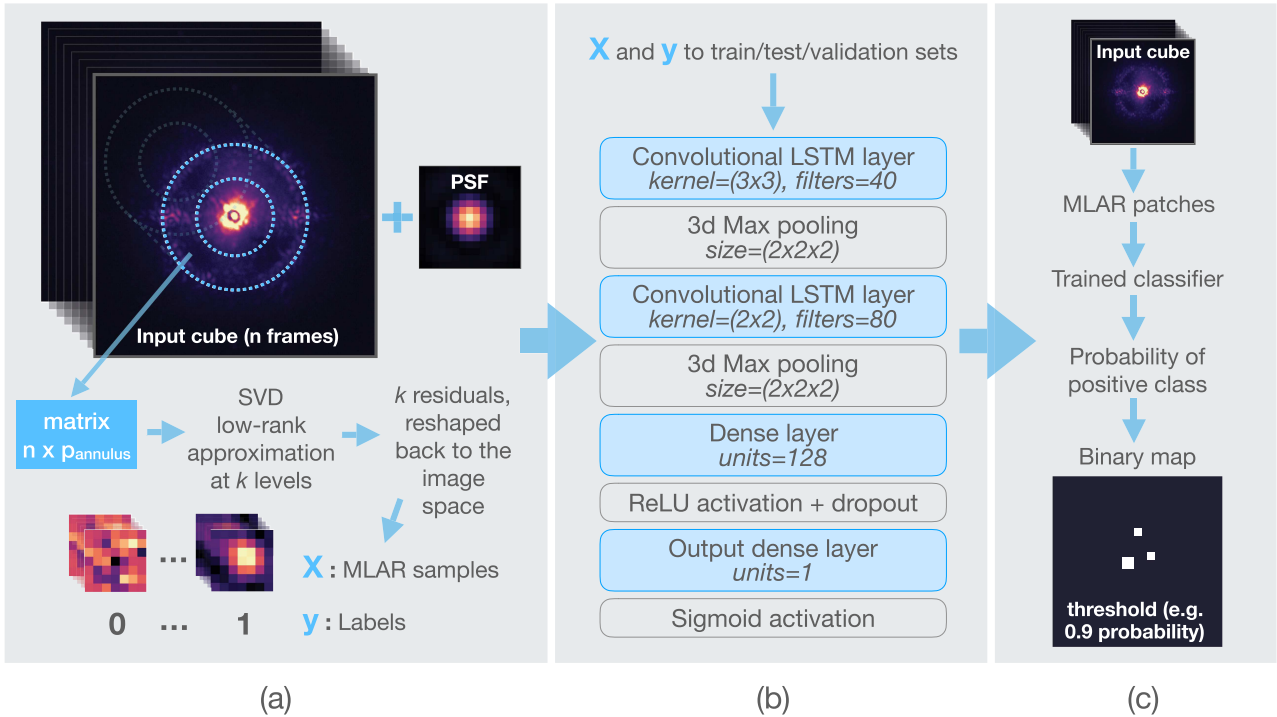 PSF
Input cube (n frames)
matrix
n x pannulus
SVD
low-rank
approximation
at k levels
k residuals,
reshaped
back to the
image
space
X : MLAR samples
0 ... 1
y : Labels
(a)
X and y to train/test/validation sets
Convolutional LSTM layer
kernel=(3x3), filters=40
3d Max pooling
size=(2x2x2)
Convolutional LSTM layer
kernel=(2x2), filters=80
3d Max pooling
size=(2x2x2)
Dense layer
units=128
ReLU activation + dropout
Output dense layer
units=1
Sigmoid activation
(b)
Input cube
MLAR patches
Trained classifier
Probability of
positive class
Binary map
threshold (e.g.
0.9 probability)
(c)